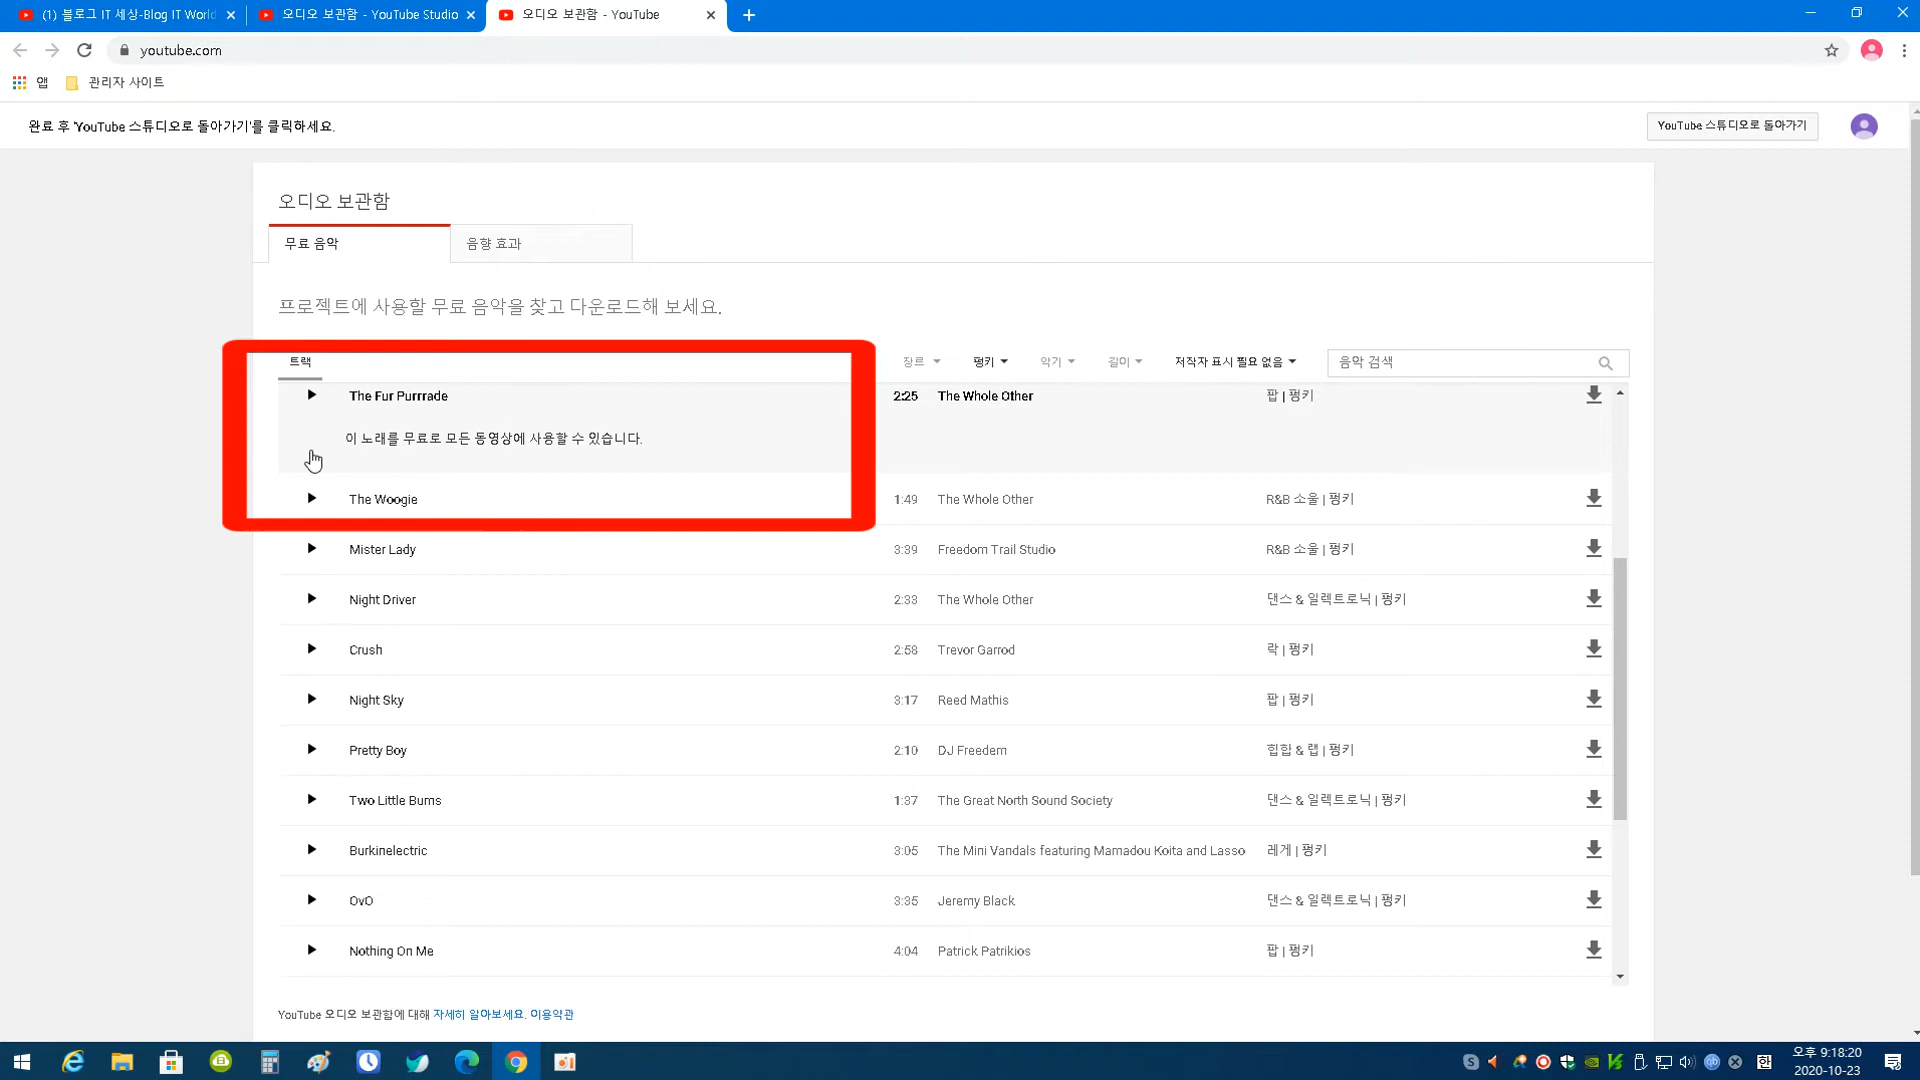 (1) 블로그 IT 세상-Blog IT World
오디오 보관함 - YouTube Studio
오디오 보관함 - YouTube
youtube.com
앱
관리자 사이트
완료 후 'YouTube 스튜디오로 돌아가기'를 클릭하세요.
YouTube 스튜디오로 돌아가기
오디오 보관함
무료 음악
음향 효과
프로젝트에 사용할 무료 음악을 찾고 다운로드해 보세요.
트랙 장르 펑키 악기 길이 저작자 표시 필요 없음 음악 검색
The Fur Purrrade 2:25 The Whole Other 팝 | 펑키
이 노래를 무료로 모든 동영상에 사용할 수 있습니다.
The Woogie 1:49 The Whole Other R&B 소울 | 펑키
Mister Lady 3:39 Freedom Trail Studio R&B 소울 | 펑키
Night Driver 2:33 The Whole Other 댄스 & 일렉트로닉 | 펑키
Crush 2:58 Trevor Garrod 락 | 펑키
Night Sky 3:17 Reed Mathis 팝 | 펑키
Pretty Boy 2:10 DJ Freedem 힙합 & 랩 | 펑키
Two Little Bums 1:37 The Great North Sound Society 댄스 & 일렉트로닉 | 펑키
Burkinelectric 3:05 The Mini Vandals featuring Mamadou Koita and Lasso 레게 | 펑키
OvO 3:35 Jeremy Black 댄스 & 일렉트로닉 | 펑키
Nothing On Me 4:04 Patrick Patrikios 팝 | 펑키
YouTube 오디오 보관함에 대해 자세히 알아보세요. 이용약관
한
오후 9:18:20
2020-10-23